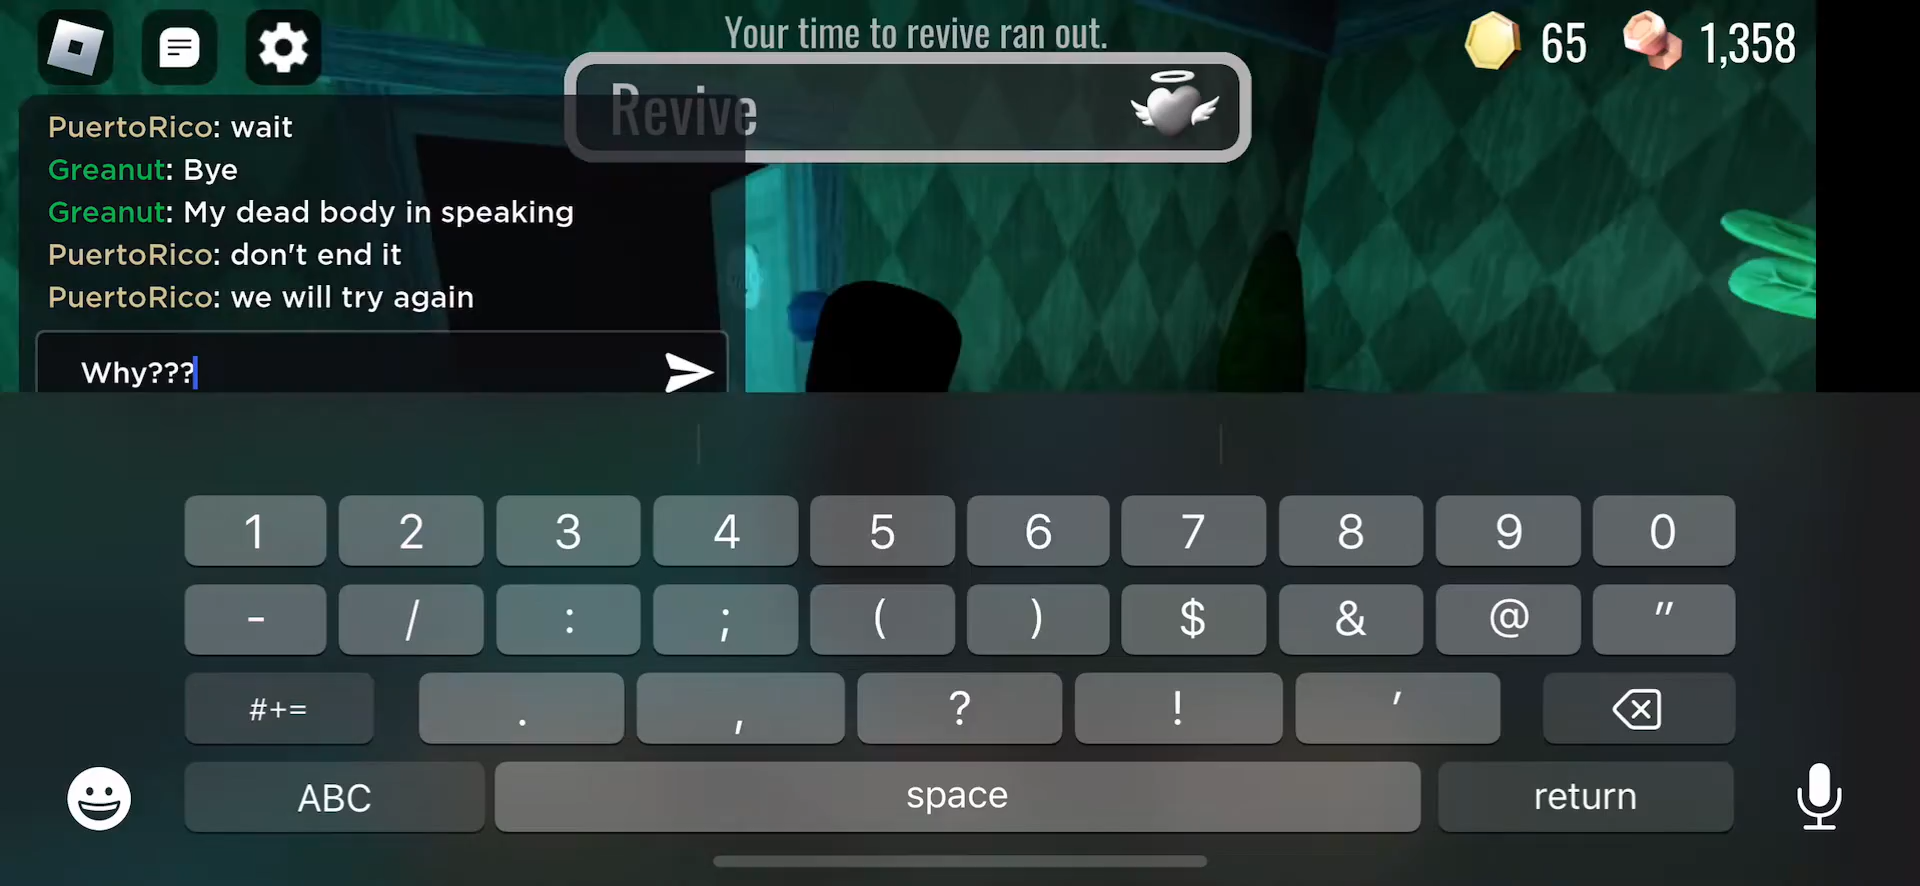 Your time to revive ran out.
65
1,358
Revive
PuertoRico: wait
Greanut: Bye
Greanut: My dead body in speaking
PuertoRico: don't end it
PuertoRico: we will try again
Why???
1 2 3 4 5 6 7 8 9 0
- / : ; ( ) $ & @ "
#+= . , ? ! '
ABC space return